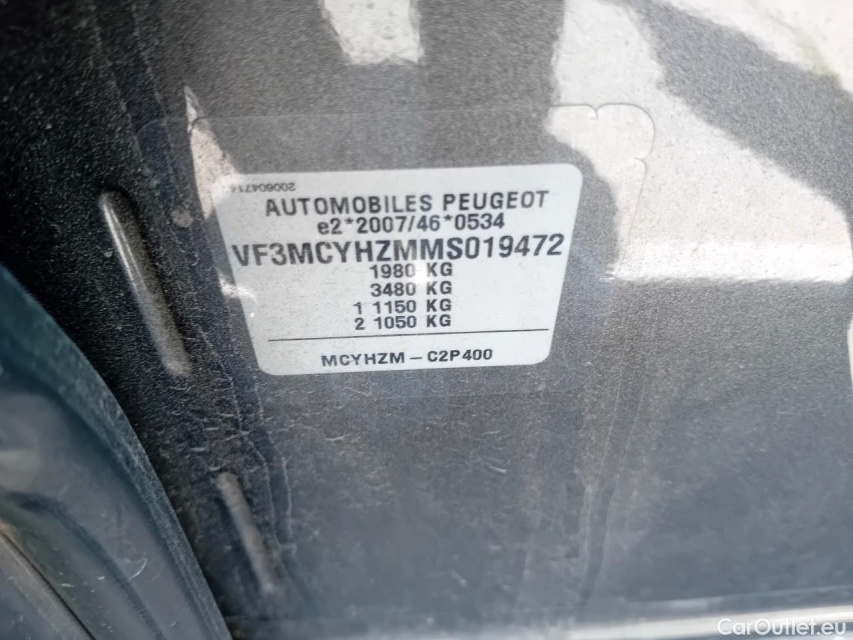 200604714
AUTOMOBILES PEUGEOT
e2*2007/46*0534
VF3MCYHZMMS019472
1980 KG
3480 KG
1 1150 KG
2 1050 KG
MCYHZM - C2P400
CarOutlet.eu